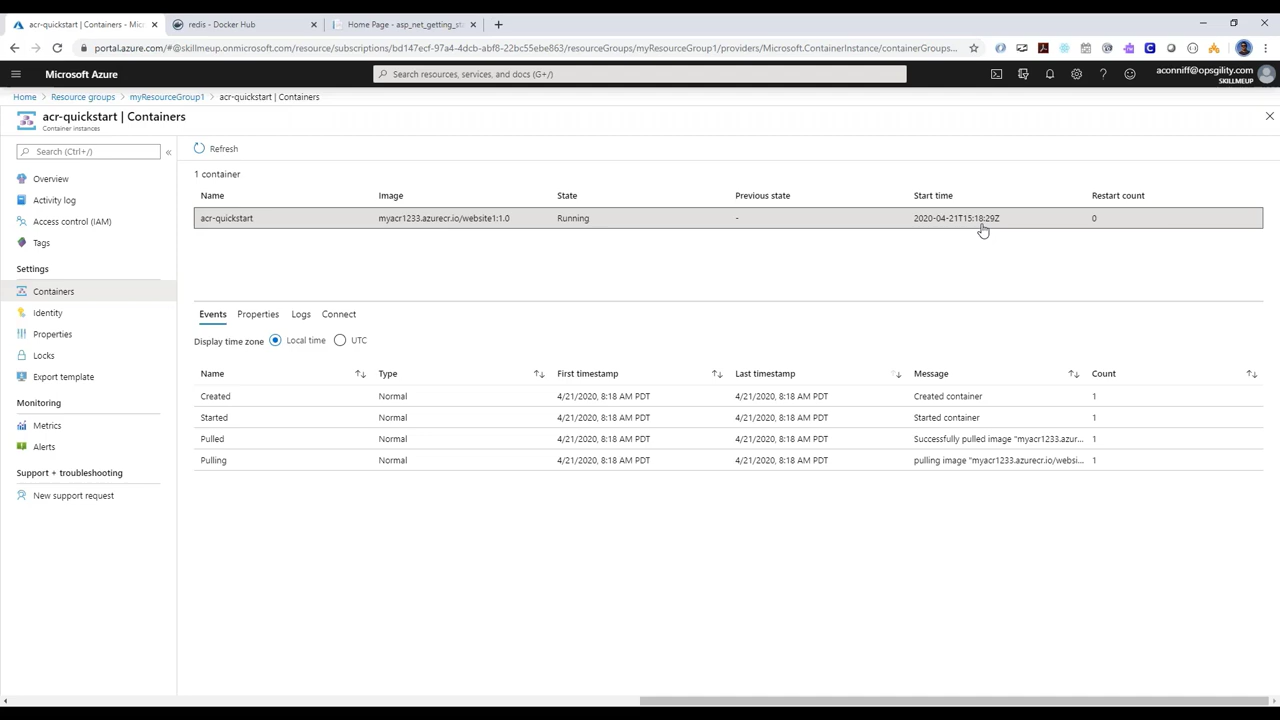 acr-quickstart | Containers - Mic
redis - Docker Hub
Home Page - asp_net_getting_st
portal.azure.com/#@skillmeup.onmicrosoft.com/resource/subscriptions/bd147ecf-97a4-4dcb-abf8-22bc55ebe863/resourceGroups/myResourceGroup1/providers/Microsoft.ContainerInstance/containerGroups...
Microsoft Azure
Search resources, services, and docs (G+/)
aconniff@opsgility.com
SKILLMEUP
Home > Resource groups > myResourceGroup1 > acr-quickstart | Containers
acr-quickstart | Containers
Container instances
Search (Ctrl+/)
Overview
Activity log
Access control (IAM)
Tags
Settings
Containers
Identity
Properties
Locks
Export template
Monitoring
Metrics
Alerts
Support + troubleshooting
New support request
Refresh
1 container
Name Image State Previous state Start time Restart count
acr-quickstart myacr1233.azurecr.io/website1:1.0 Running - 2020-04-21T15:18:29Z 0
Events Properties Logs Connect
Display time zone Local time UTC
Name Type First timestamp Last timestamp Message Count
Created Normal 4/21/2020, 8:18 AM PDT 4/21/2020, 8:18 AM PDT Created container 1
Started Normal 4/21/2020, 8:18 AM PDT 4/21/2020, 8:18 AM PDT Started container 1
Pulled Normal 4/21/2020, 8:18 AM PDT 4/21/2020, 8:18 AM PDT Successfully pulled image "myacr1233.azur... 1
Pulling Normal 4/21/2020, 8:18 AM PDT 4/21/2020, 8:18 AM PDT pulling image "myacr1233.azurecr.io/websi... 1